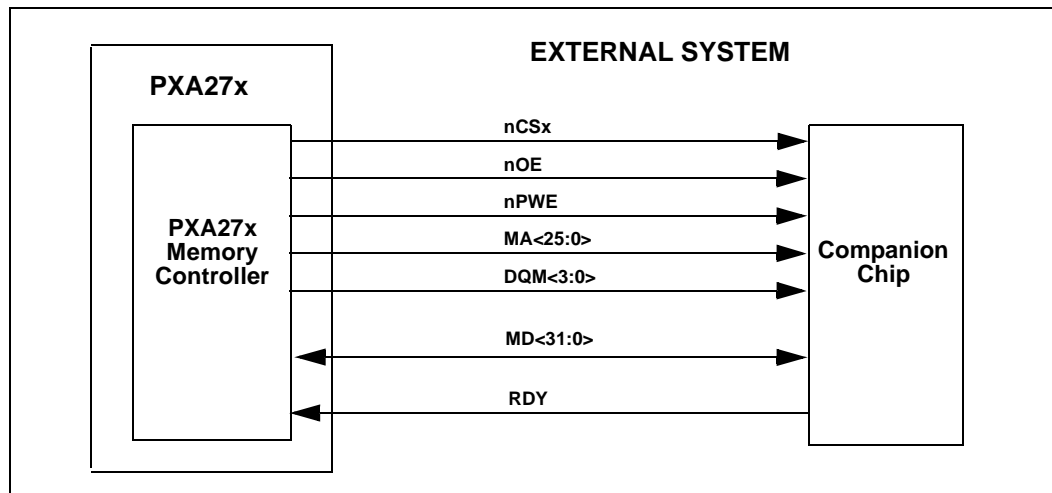 EXTERNAL SYSTEM
PXA27x
PXA27x
Memory
Controller
nCSx
nOE
nPWE
MA<25:0>
DQM<3:0>
MD<31:0>
RDY
Companion
Chip